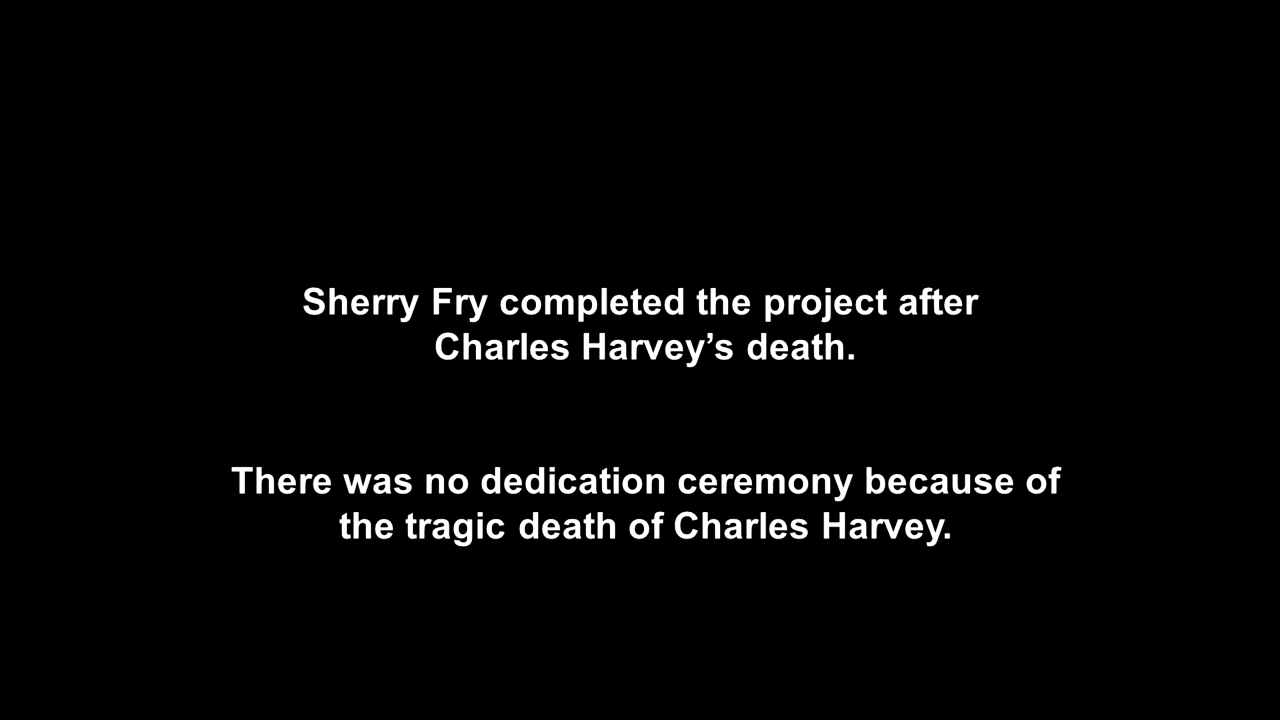 Sherry Fry completed the project after
Charles Harvey’s death.
There was no dedication ceremony because of
the tragic death of Charles Harvey.